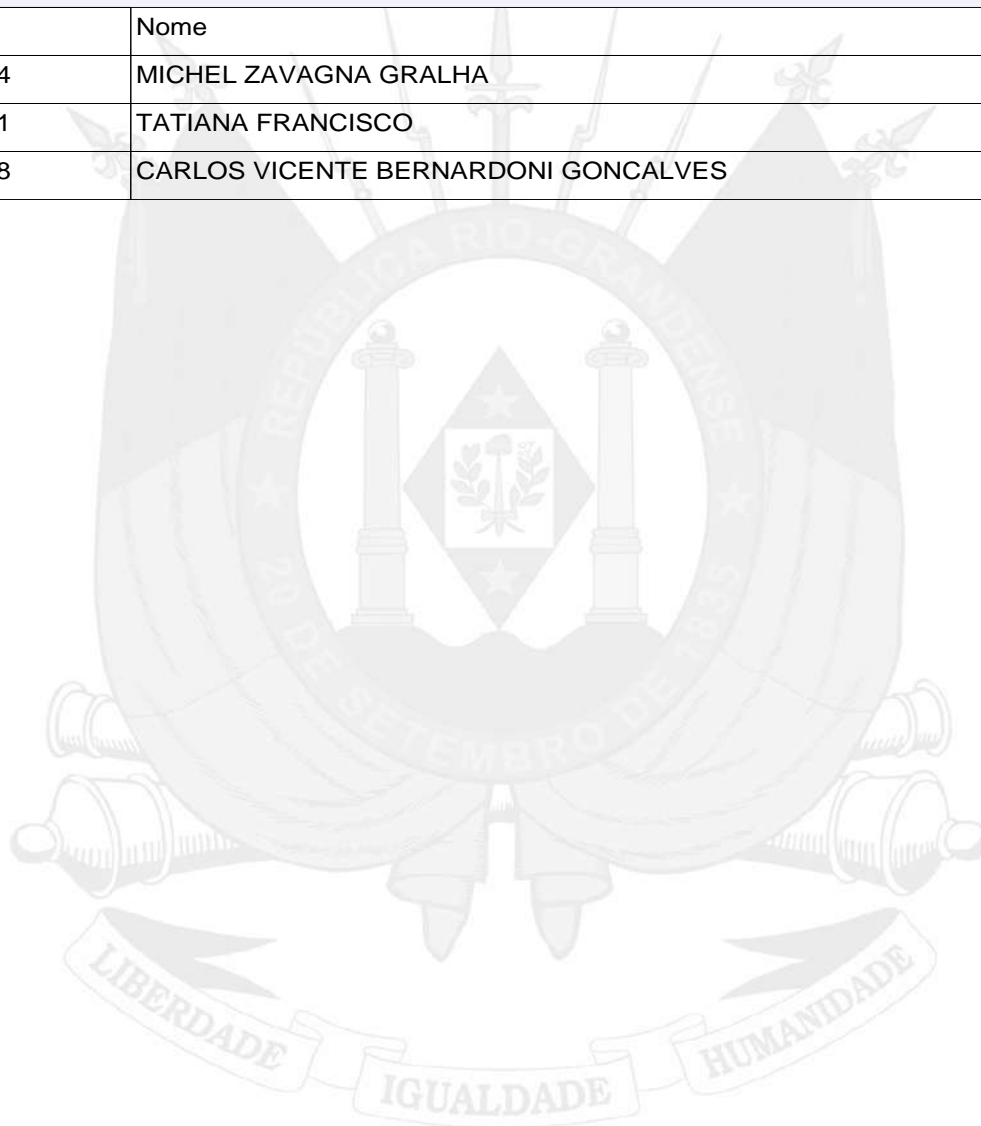 Nome
4 MICHEL ZAVAGNA GRALHA
1 TATIANA FRANCISCO
8 CARLOS VICENTE BERNARDONI GONCALVES
REPÚBLICA RIO-GRANDENSE
20 DE SETEMBRO DE 1835
LIBERDADE IGUALDADE HUMANIDADE